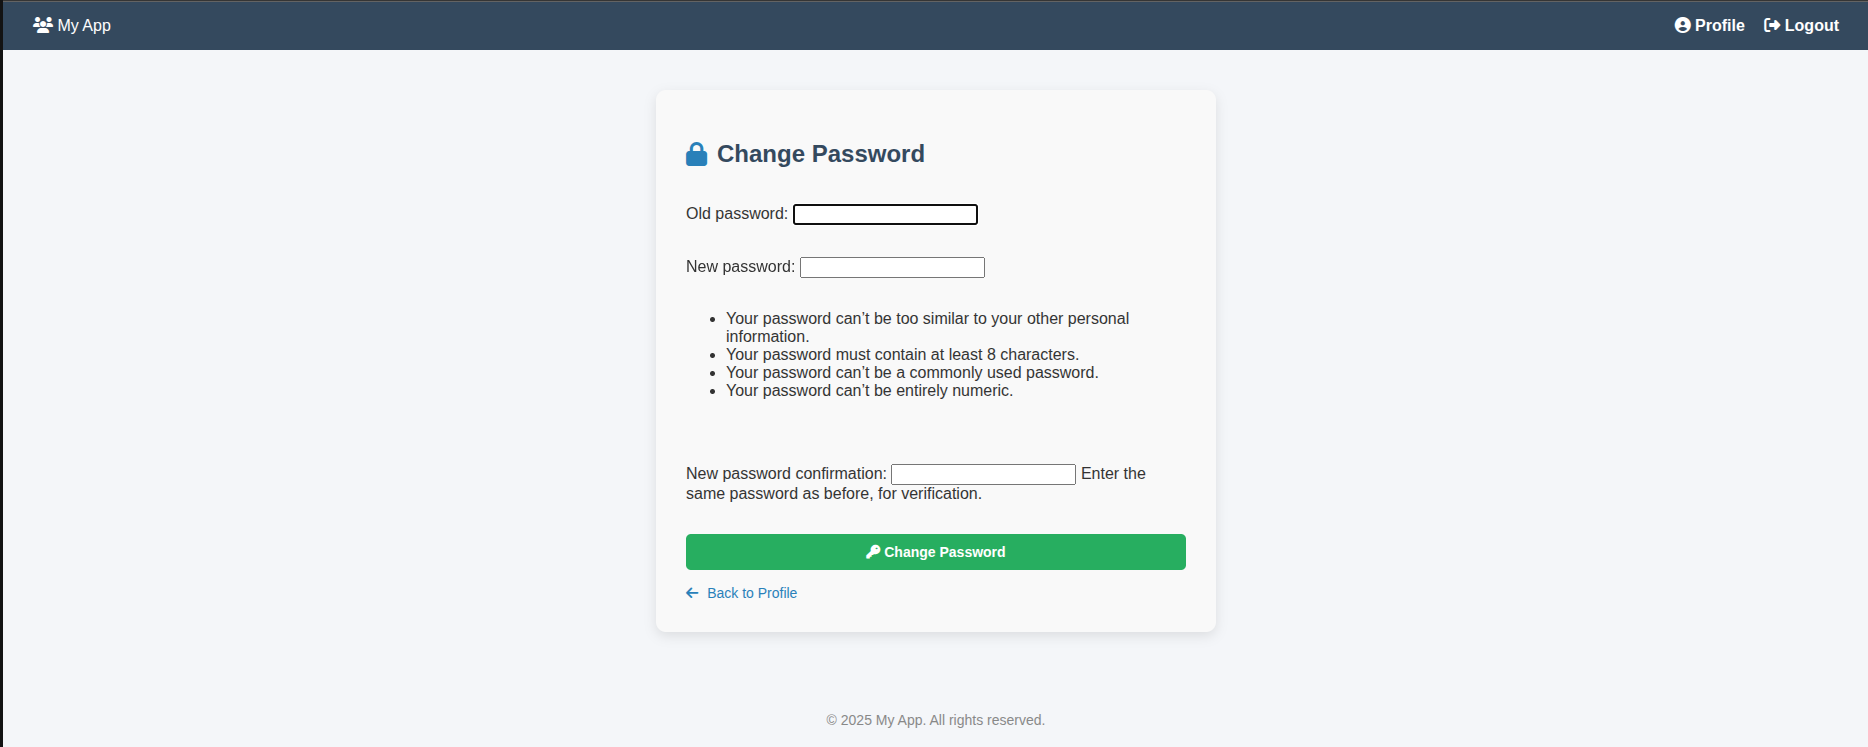 My App
Profile
Logout
Change Password
Old password:
New password:
Your password can’t be too similar to your other personal
information.
Your password must contain at least 8 characters.
Your password can’t be a commonly used password.
Your password can’t be entirely numeric.
New password confirmation: Enter the
same password as before, for verification.
Change Password
Back to Profile
© 2025 My App. All rights reserved.